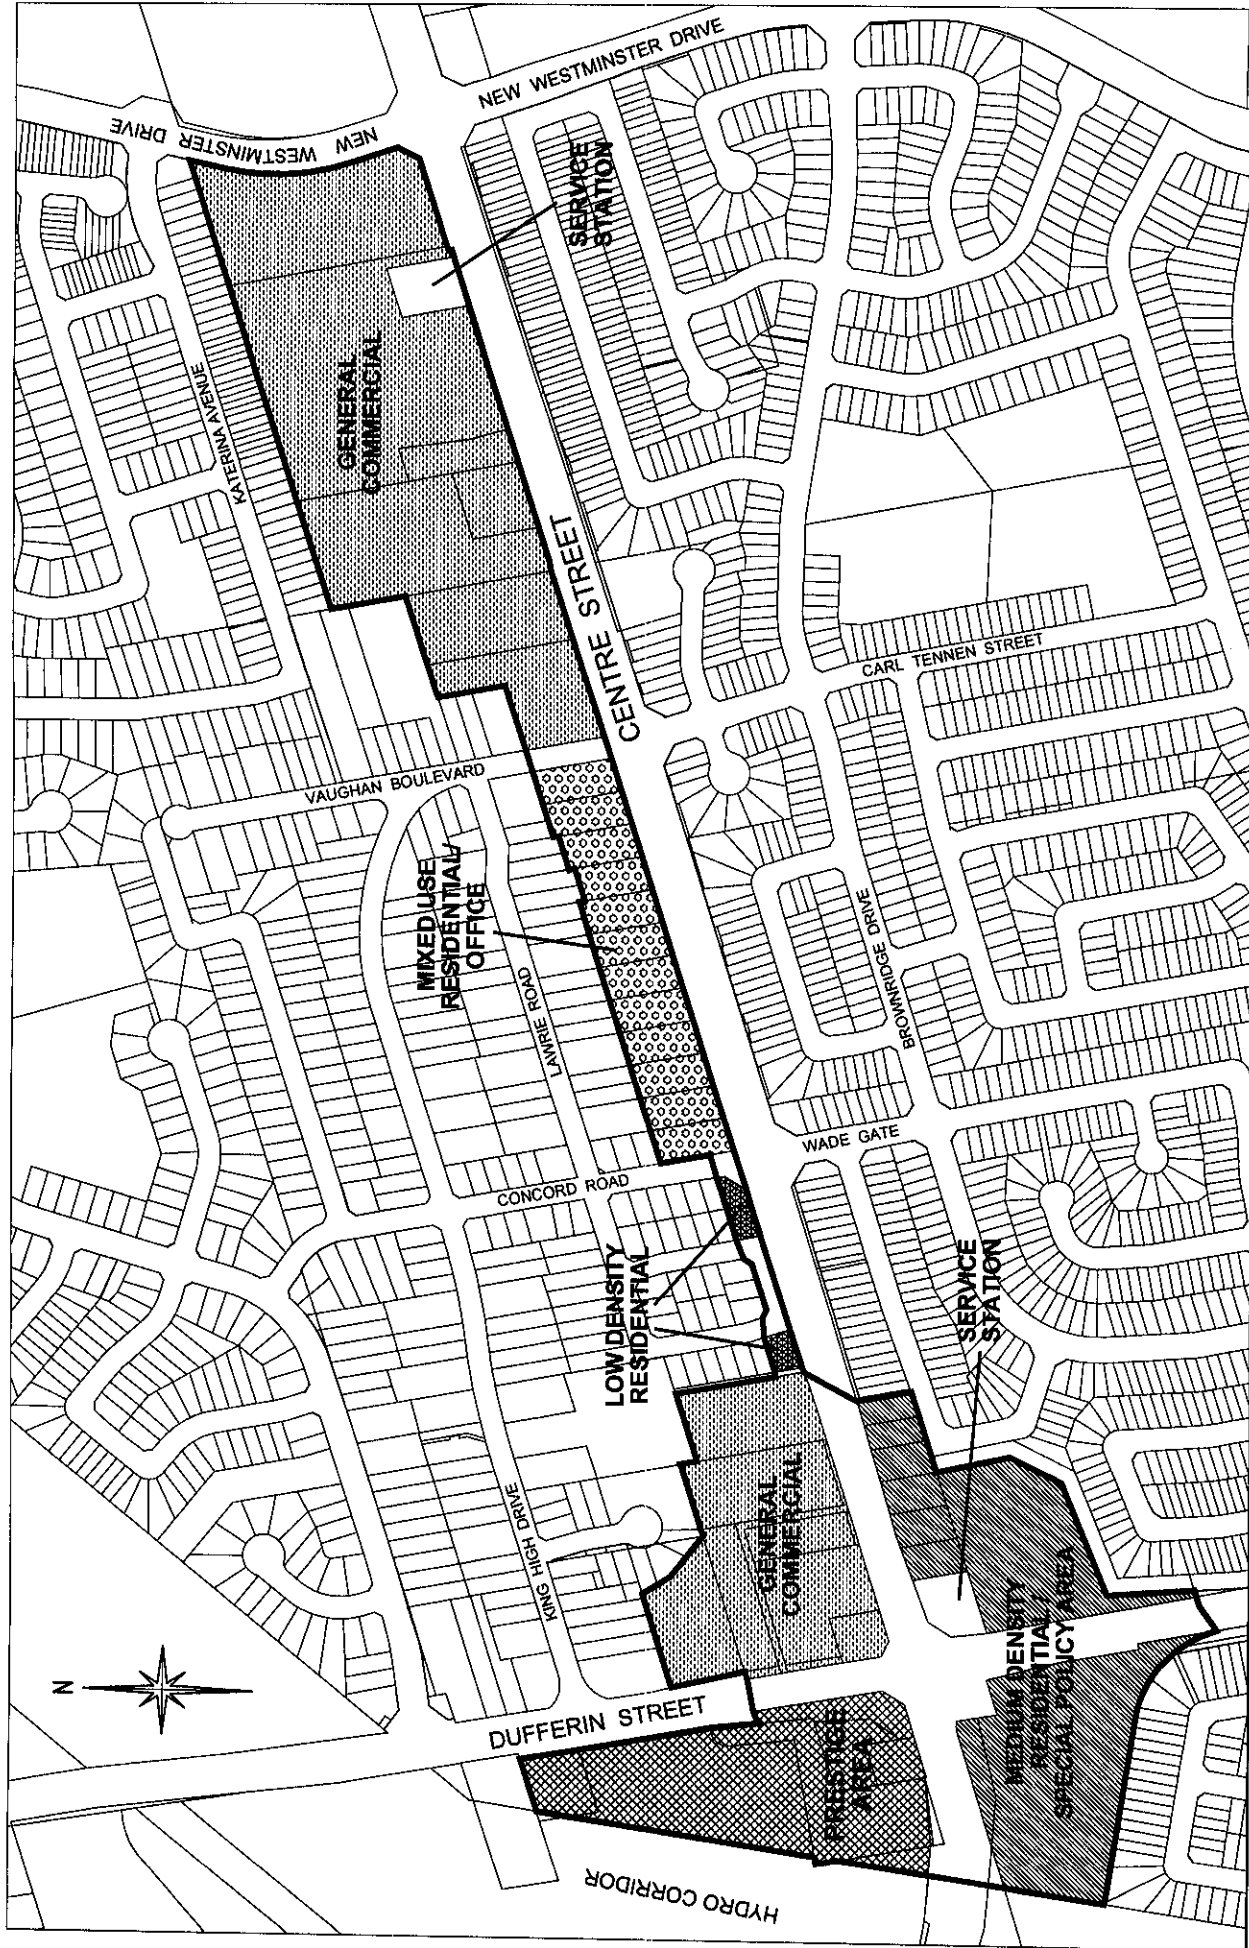 NEW WESTMINSTER DRIVE
NEW WESTMINSTER DRIVE
SERVICE
STATION
GENERAL
COMMERCIAL
KATERINA AVENUE
CENTRE STREET
CARL TENNEN STREET
VAUGHAN BOULEVARD
MIXED USE
RESIDENTIAL/
OFFICE
LAWRIE ROAD
BROWNRIDGE DRIVE
WADE GATE
CONCORD ROAD
LOW DENSITY
RESIDENTIAL
SERVICE
STATION
KING HIGH DRIVE
GENERAL
COMMERCIAL
MEDIUM DENSITY
RESIDENTIAL /
SPECIAL POLICY AREA
N
DUFFERIN STREET
PRESTIGE
AREA
HYDRO CORRIDOR